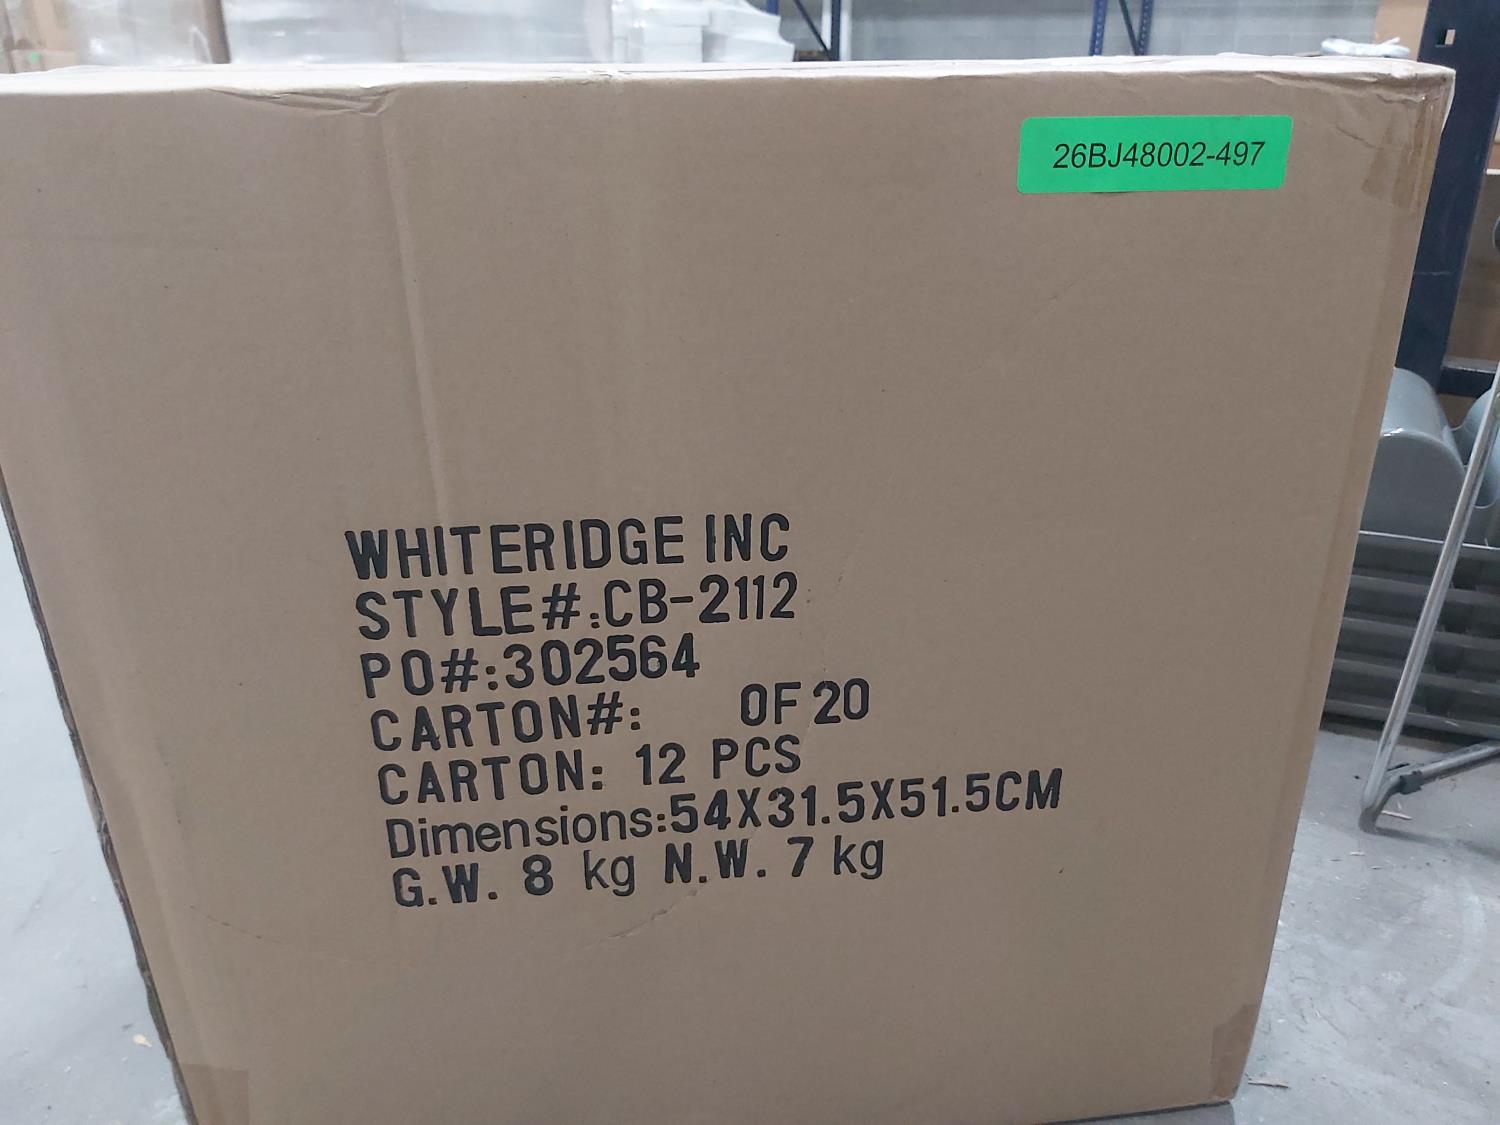 26BJ48002-497
WHITERIDGE INC
STYLE#:CB-2112
PO#:302564
CARTON#: OF 20
CARTON: 12 PCS
Dimensions:54X31.5X51.5CM
G.W. 8 kg N.W. 7 kg